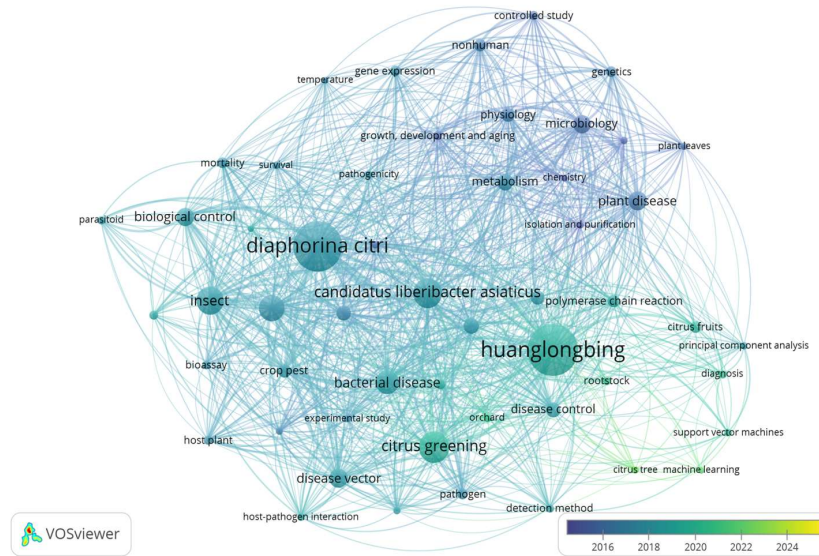 controlled study
nonhuman
gene expression
genetics
temperature
physiology
microbiology
growth, development and aging
plant leaves
mortality
survival
pathogenicity
metabolism
chemistry
plant disease
parasitoid
biological control
isolation and purification
diaphorina citri
candidatus liberibacter asiaticus
insect
polymerase chain reaction
citrus fruits
huanglongbing
principal component analysis
bioassay
crop pest
bacterial disease
rootstock
diagnosis
experimental study
orchard
disease control
host plant
citrus greening
support vector machines
citrus tree
machine learning
disease vector
pathogen
detection method
host-pathogen interaction
VOSviewer
2016 2018 2020 2022 2024